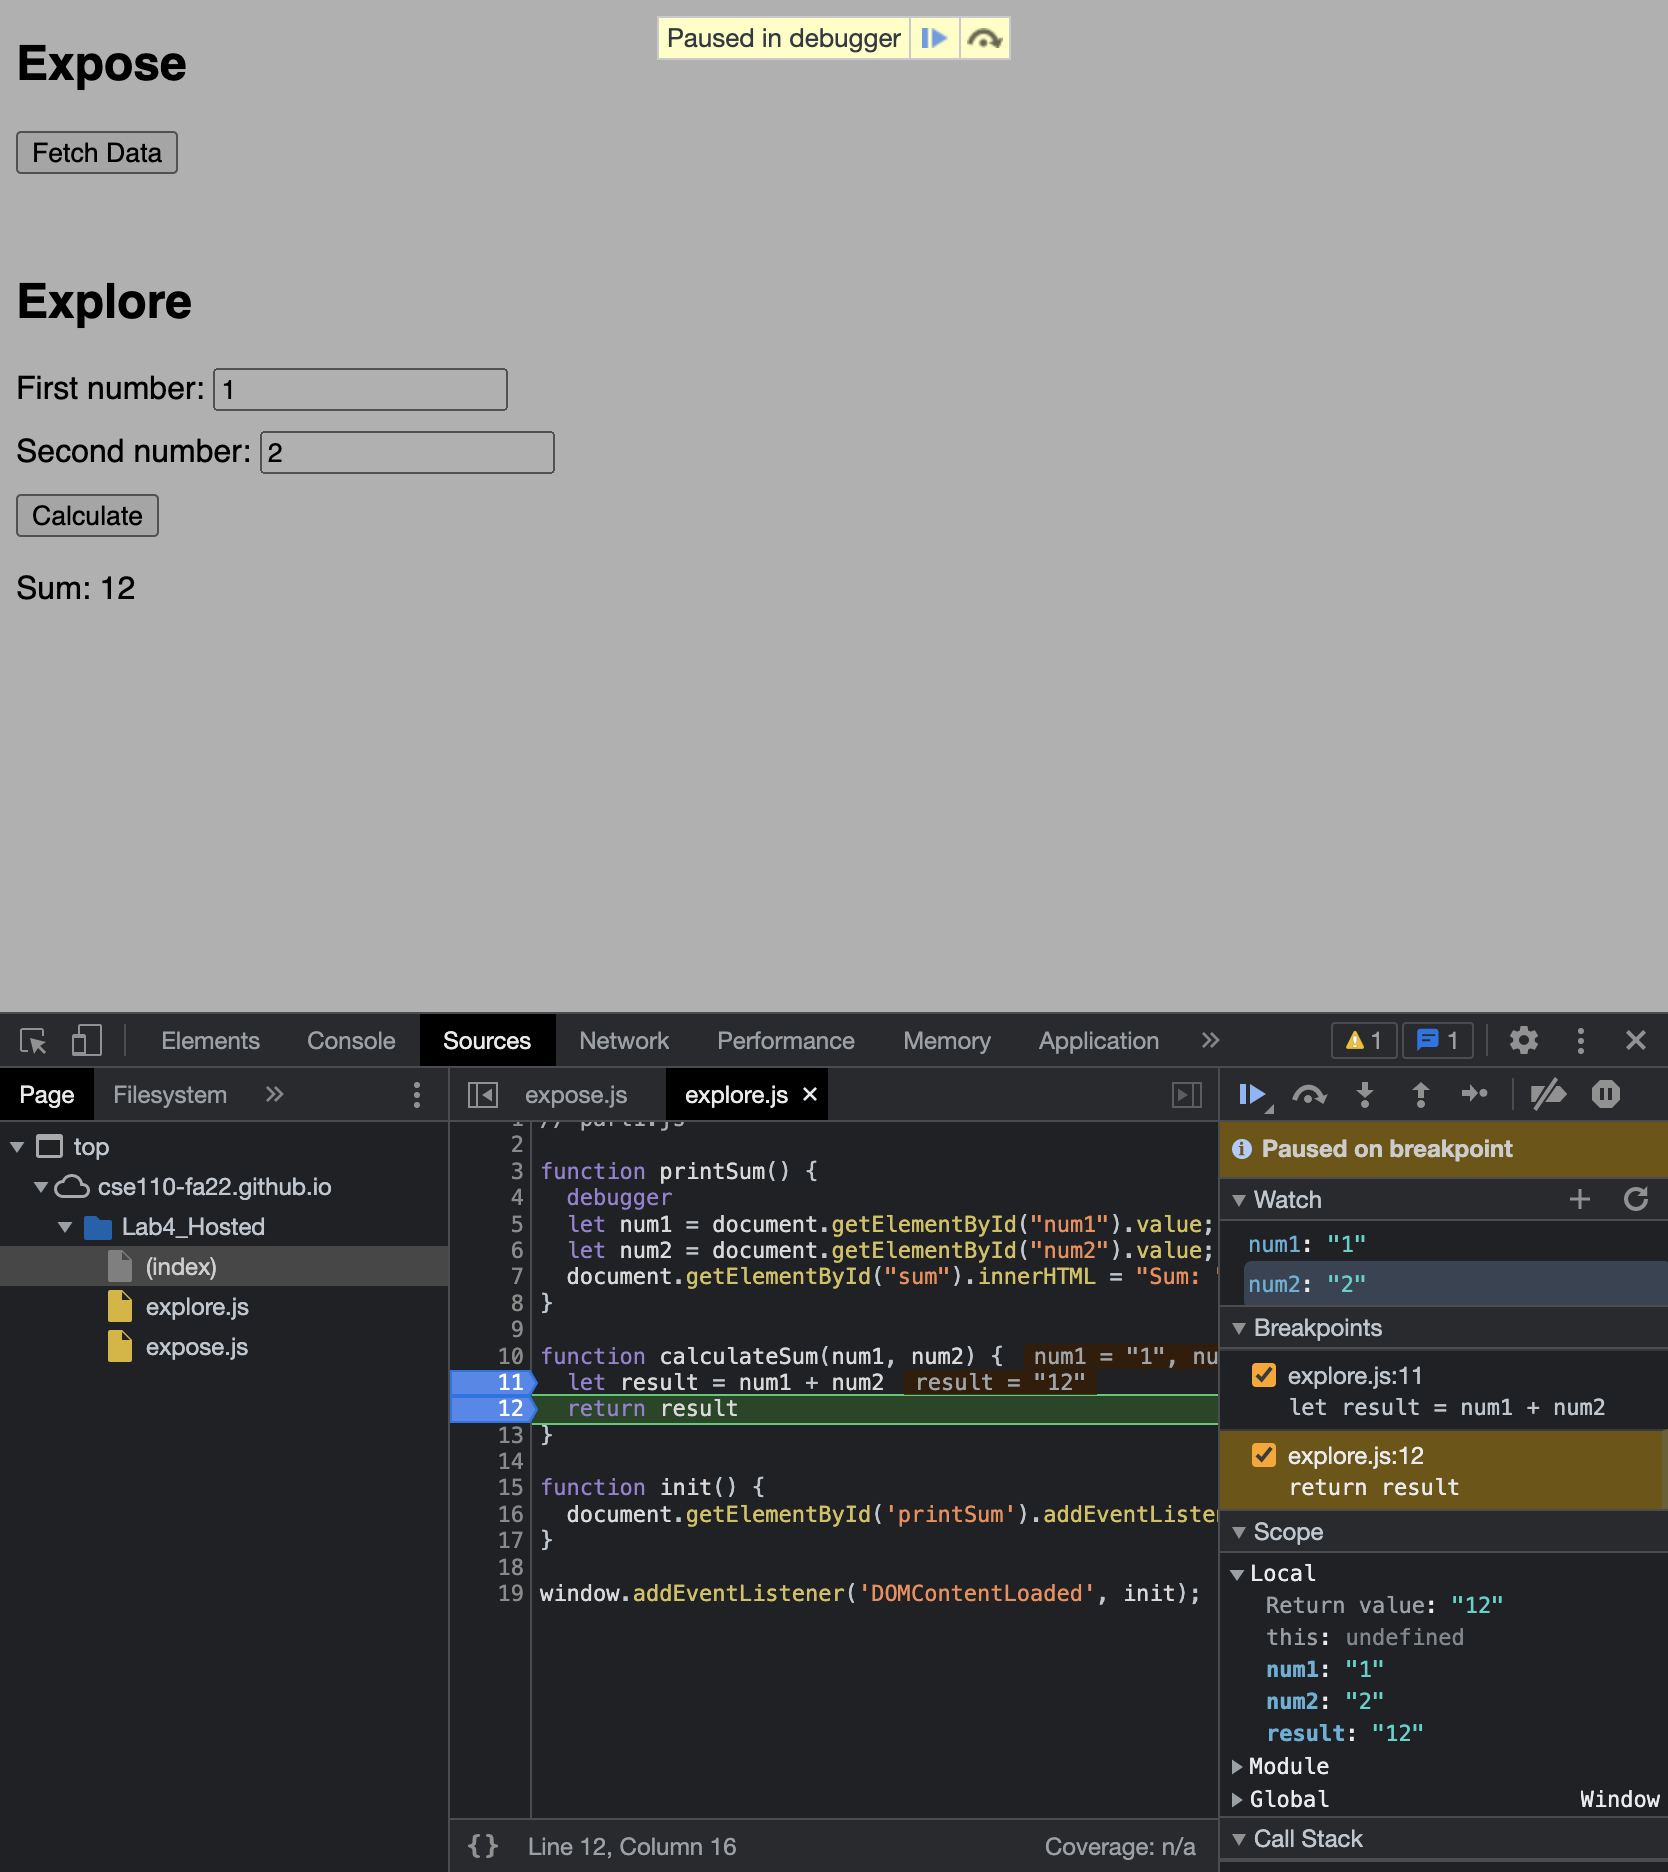 Paused in debugger
Expose
Fetch Data
Explore
First number: 1
Second number: 2
Calculate
Sum: 12
Elements Console Sources Network Performance Memory Application » 1 1
Page Filesystem »
top
cse110-fa22.github.io
Lab4_Hosted
(index)
explore.js
expose.js
expose.js explore.js ×
2
3 function printSum() {
4 debugger
5 let num1 = document.getElementById("num1").value;
6 let num2 = document.getElementById("num2").value;
7 document.getElementById("sum").innerHTML = "Sum:
8 }
9
10 function calculateSum(num1, num2) { num1 = "1", nu
11 let result = num1 + num2 result = "12"
12 return result
13 }
14
15 function init() {
16 document.getElementById('printSum').addEventListe
17 }
18
19 window.addEventListener('DOMContentLoaded', init);
{} Line 12, Column 16 Coverage: n/a
Paused on breakpoint
Watch
num1: "1"
num2: "2"
Breakpoints
explore.js:11
let result = num1 + num2
explore.js:12
return result
Scope
Local
Return value: "12"
this: undefined
num1: "1"
num2: "2"
result: "12"
Module
Global Window
Call Stack